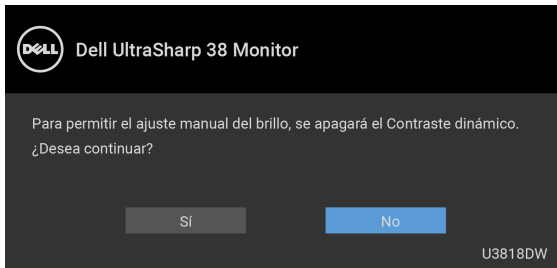 DELL
Dell UltraSharp 38 Monitor
Para permitir el ajuste manual del brillo, se apagará el Contraste dinámico.
¿Desea continuar?
Sí
No
U3818DW